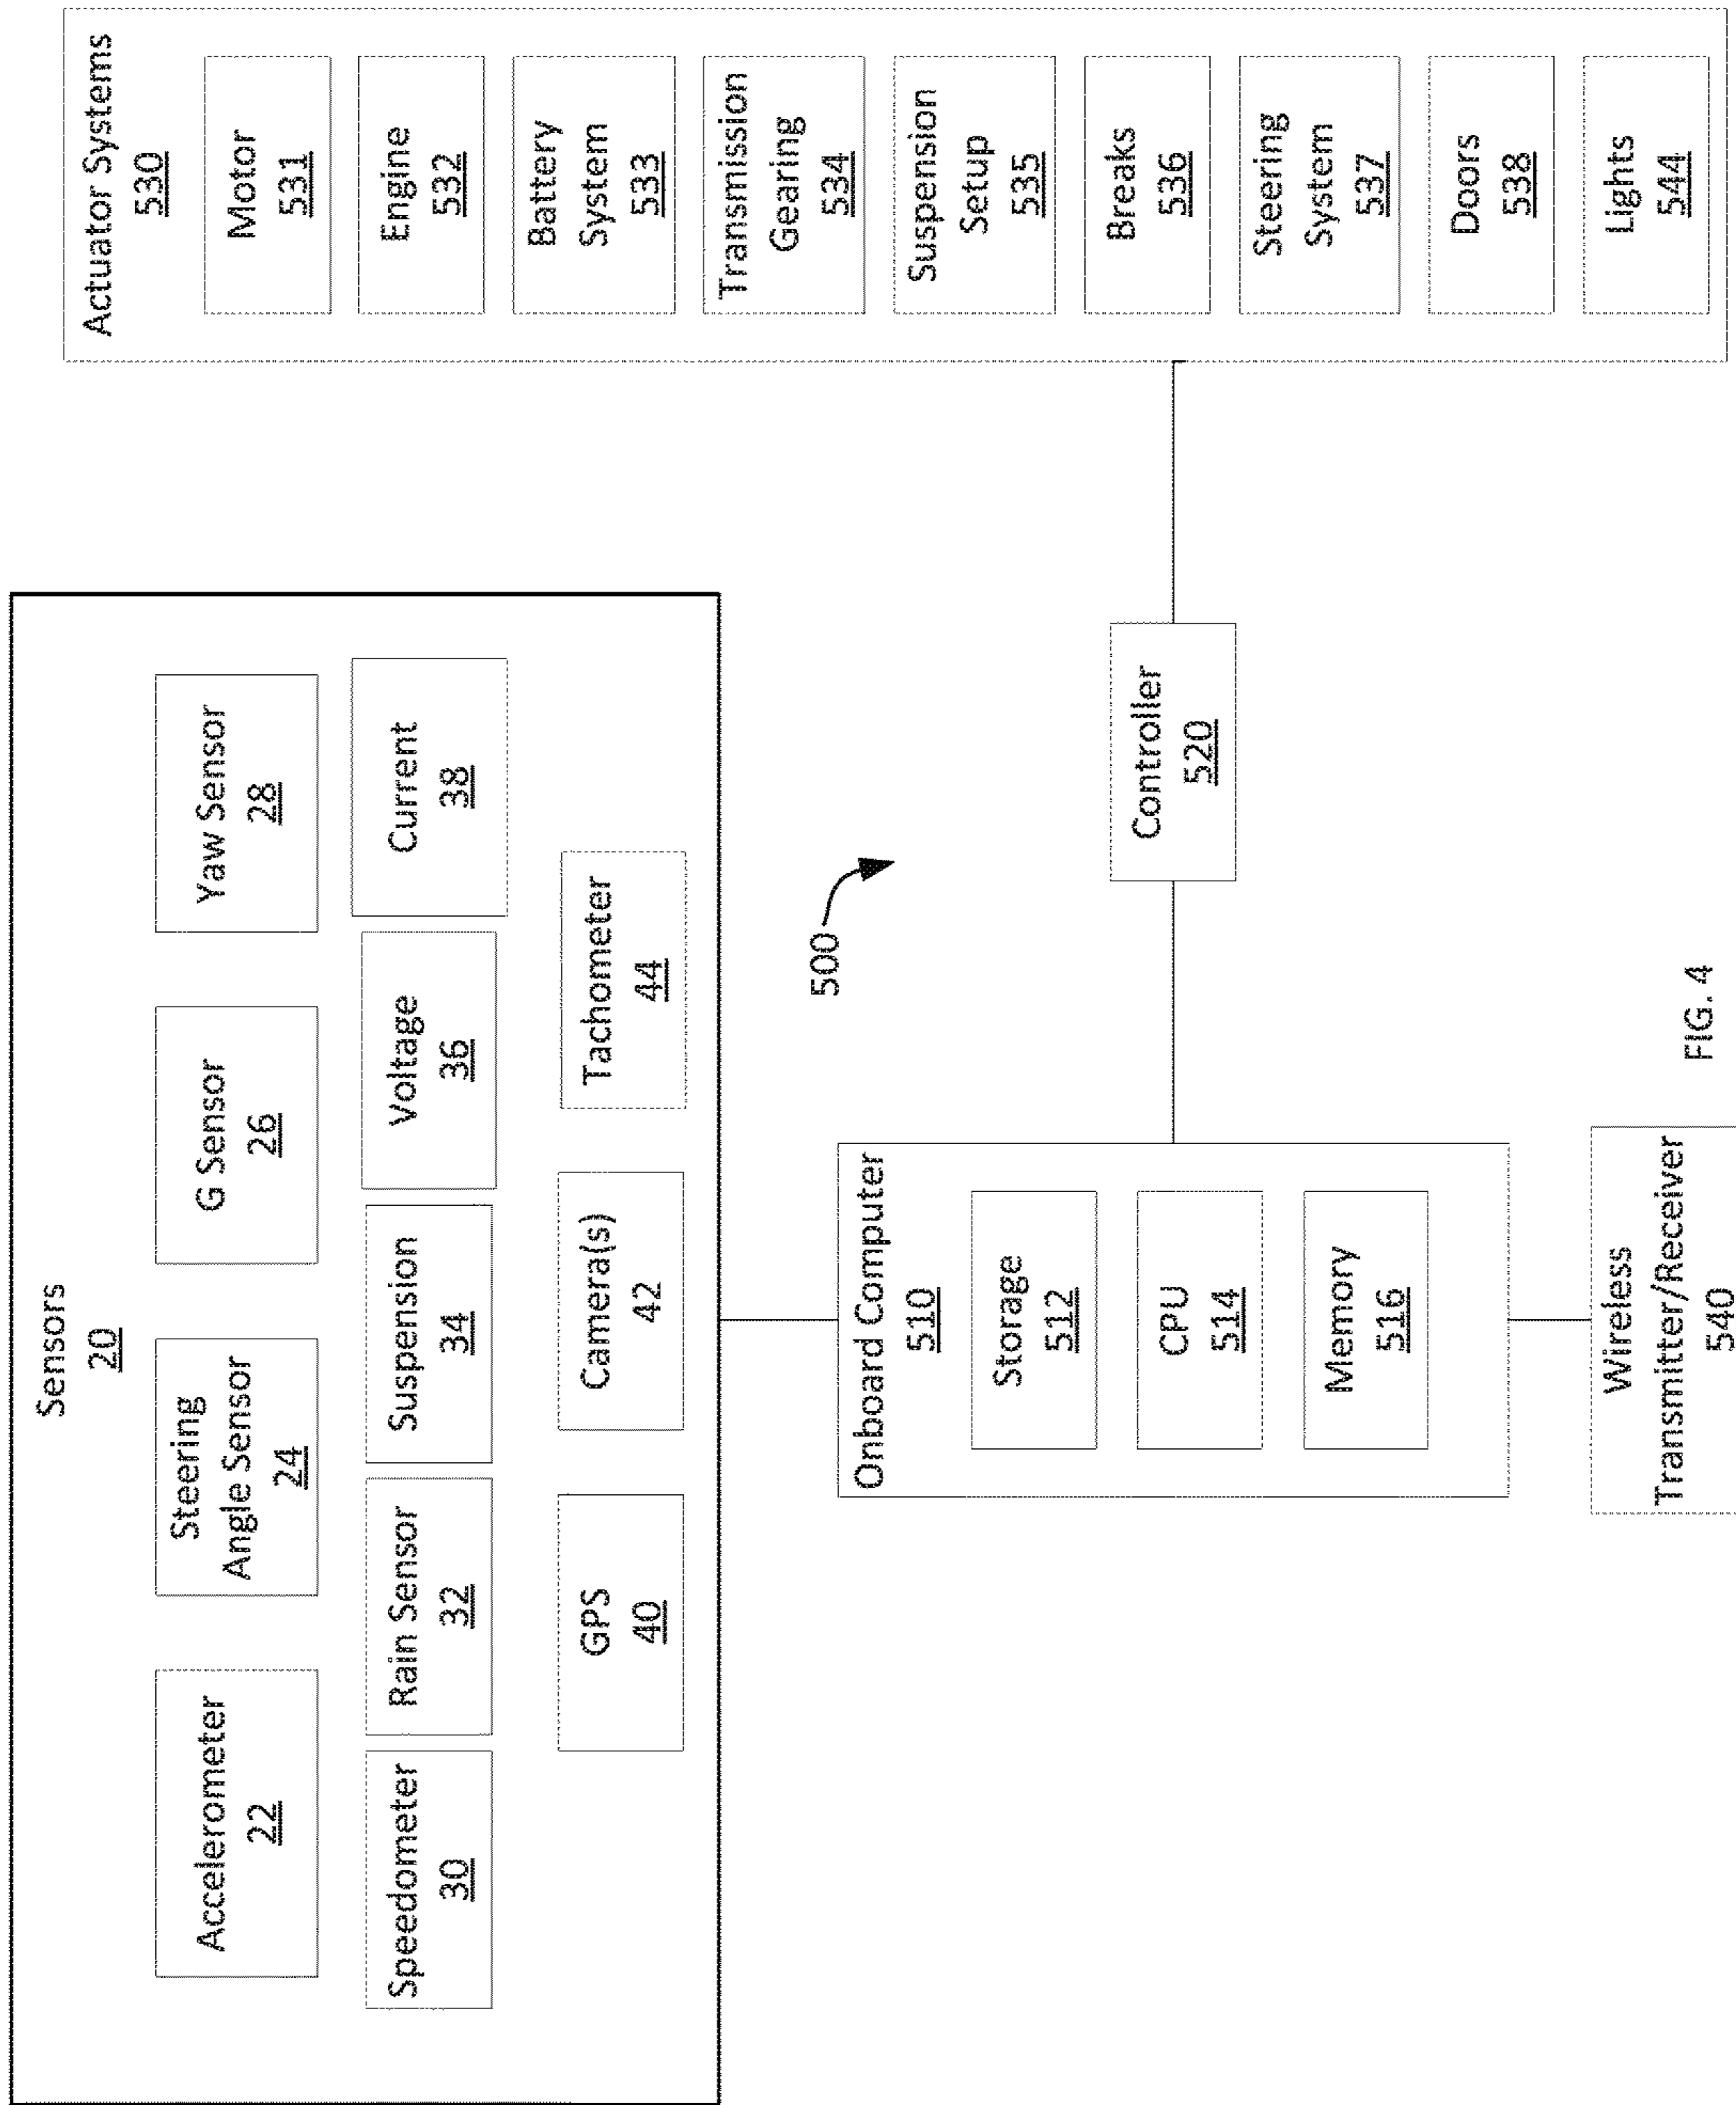 Sensors
20
Accelerometer
22
Steering
Angle Sensor
24
G Sensor
26
Yaw Sensor
28
Speedometer
30
Rain Sensor
32
Suspension
34
Voltage
36
Current
38
GPS
40
Camera(s)
42
Tachometer
44
500
Onboard Computer
510
Storage
512
CPU
514
Memory
516
Wireless
Transmitter/Receiver
540
Controller
520
Actuator Systems
530
Motor
531
Engine
532
Battery
System
533
Transmission
Gearing
534
Suspension
Setup
535
Breaks
536
Steering
System
537
Doors
538
Lights
544
FIG. 4